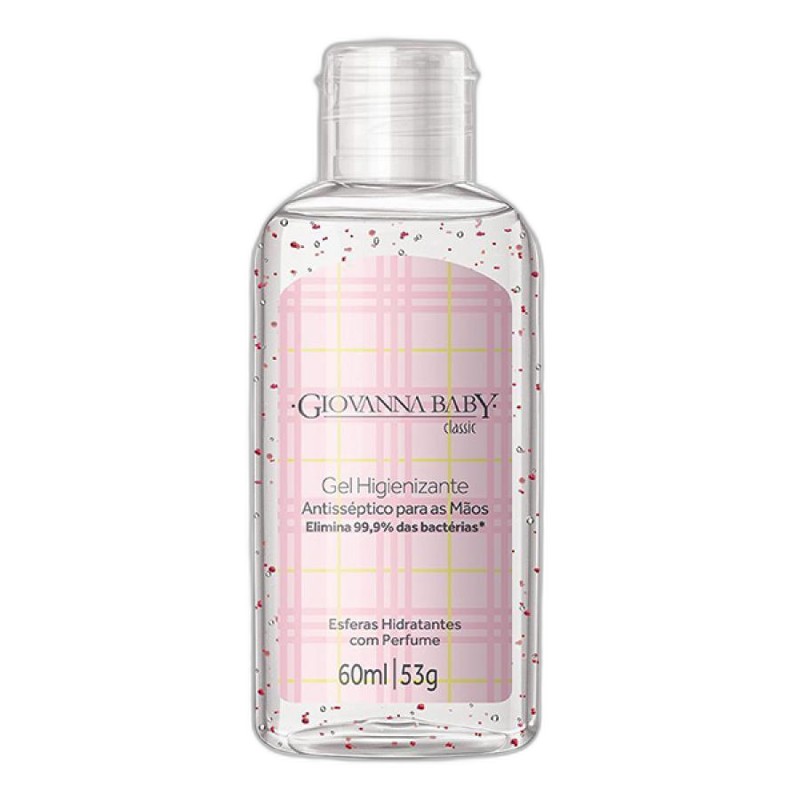 ·GIOVANNA BABY·
classic
Gel Higienizante
Antisséptico para as Mãos
Elimina 99,9% das bactérias*
Esferas Hidratantes
com Perfume
60ml|53g